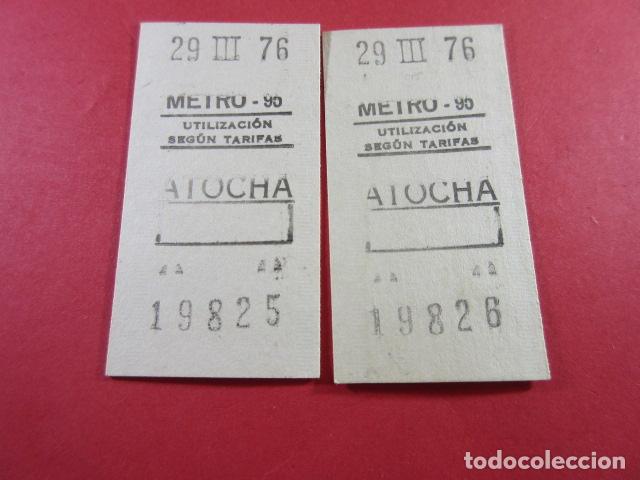 29 III 76
METRO - 95
UTILIZACIÓN
SEGÚN TARIFAS
ATOCHA
19825
29 III 76
METRO - 95
UTILIZACIÓN
SEGÚN TARIFAS
ATOCHA
19826
todocoleccion.net